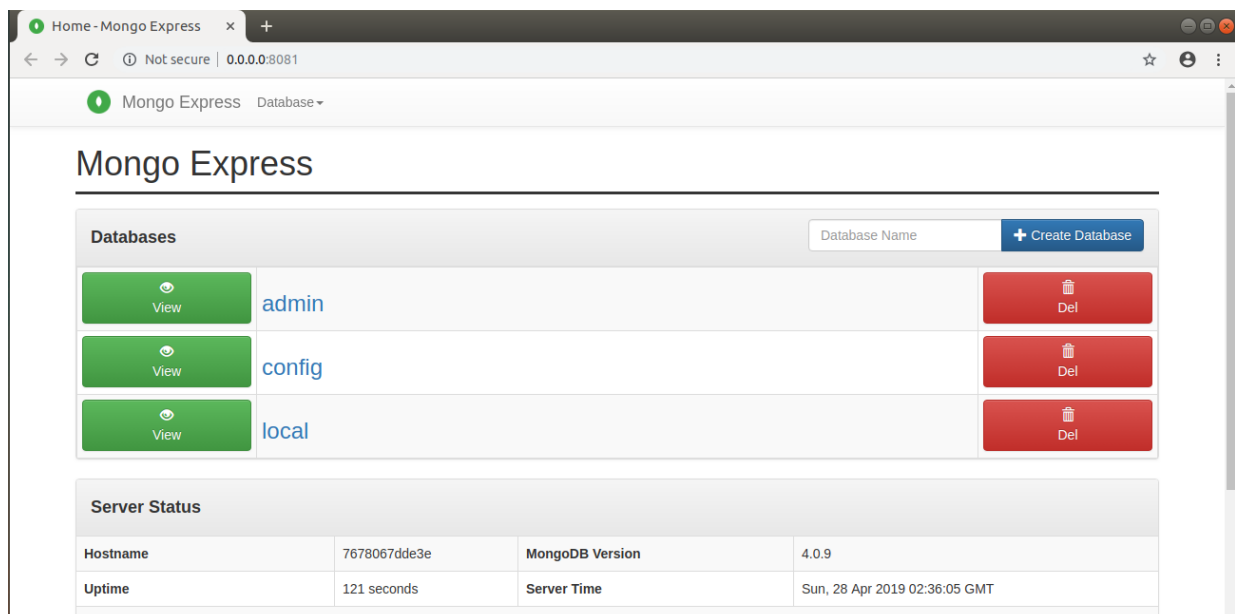 Home - Mongo Express
Not secure | 0.0.0.0:8081
Mongo Express Database
Mongo Express
Databases Database Name Create Database
View admin Del
View config Del
View local Del
Server Status
Hostname 7678067dde3e MongoDB Version 4.0.9
Uptime 121 seconds Server Time Sun, 28 Apr 2019 02:36:05 GMT